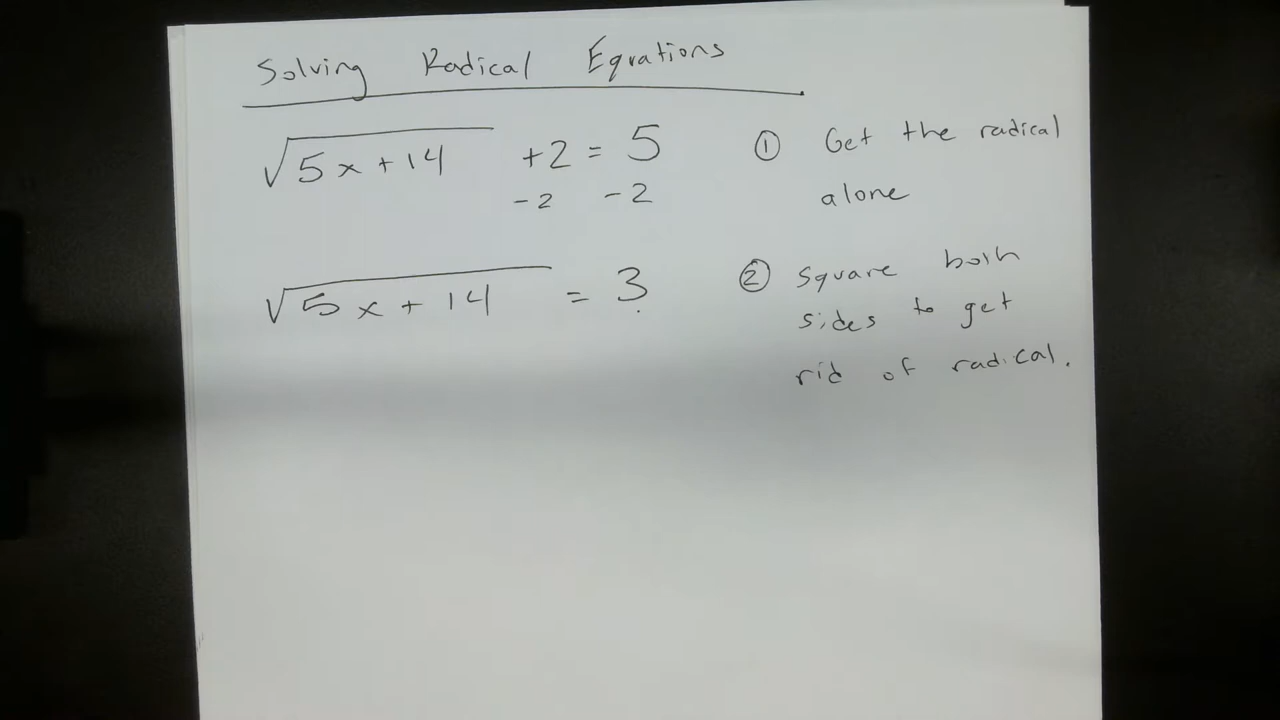 Solving Radical Equations
√5x+14 +2 = 5
-2 -2
√5x+14 = 3
① Get the radical
alone
② Square both
sides to get
rid of radical.